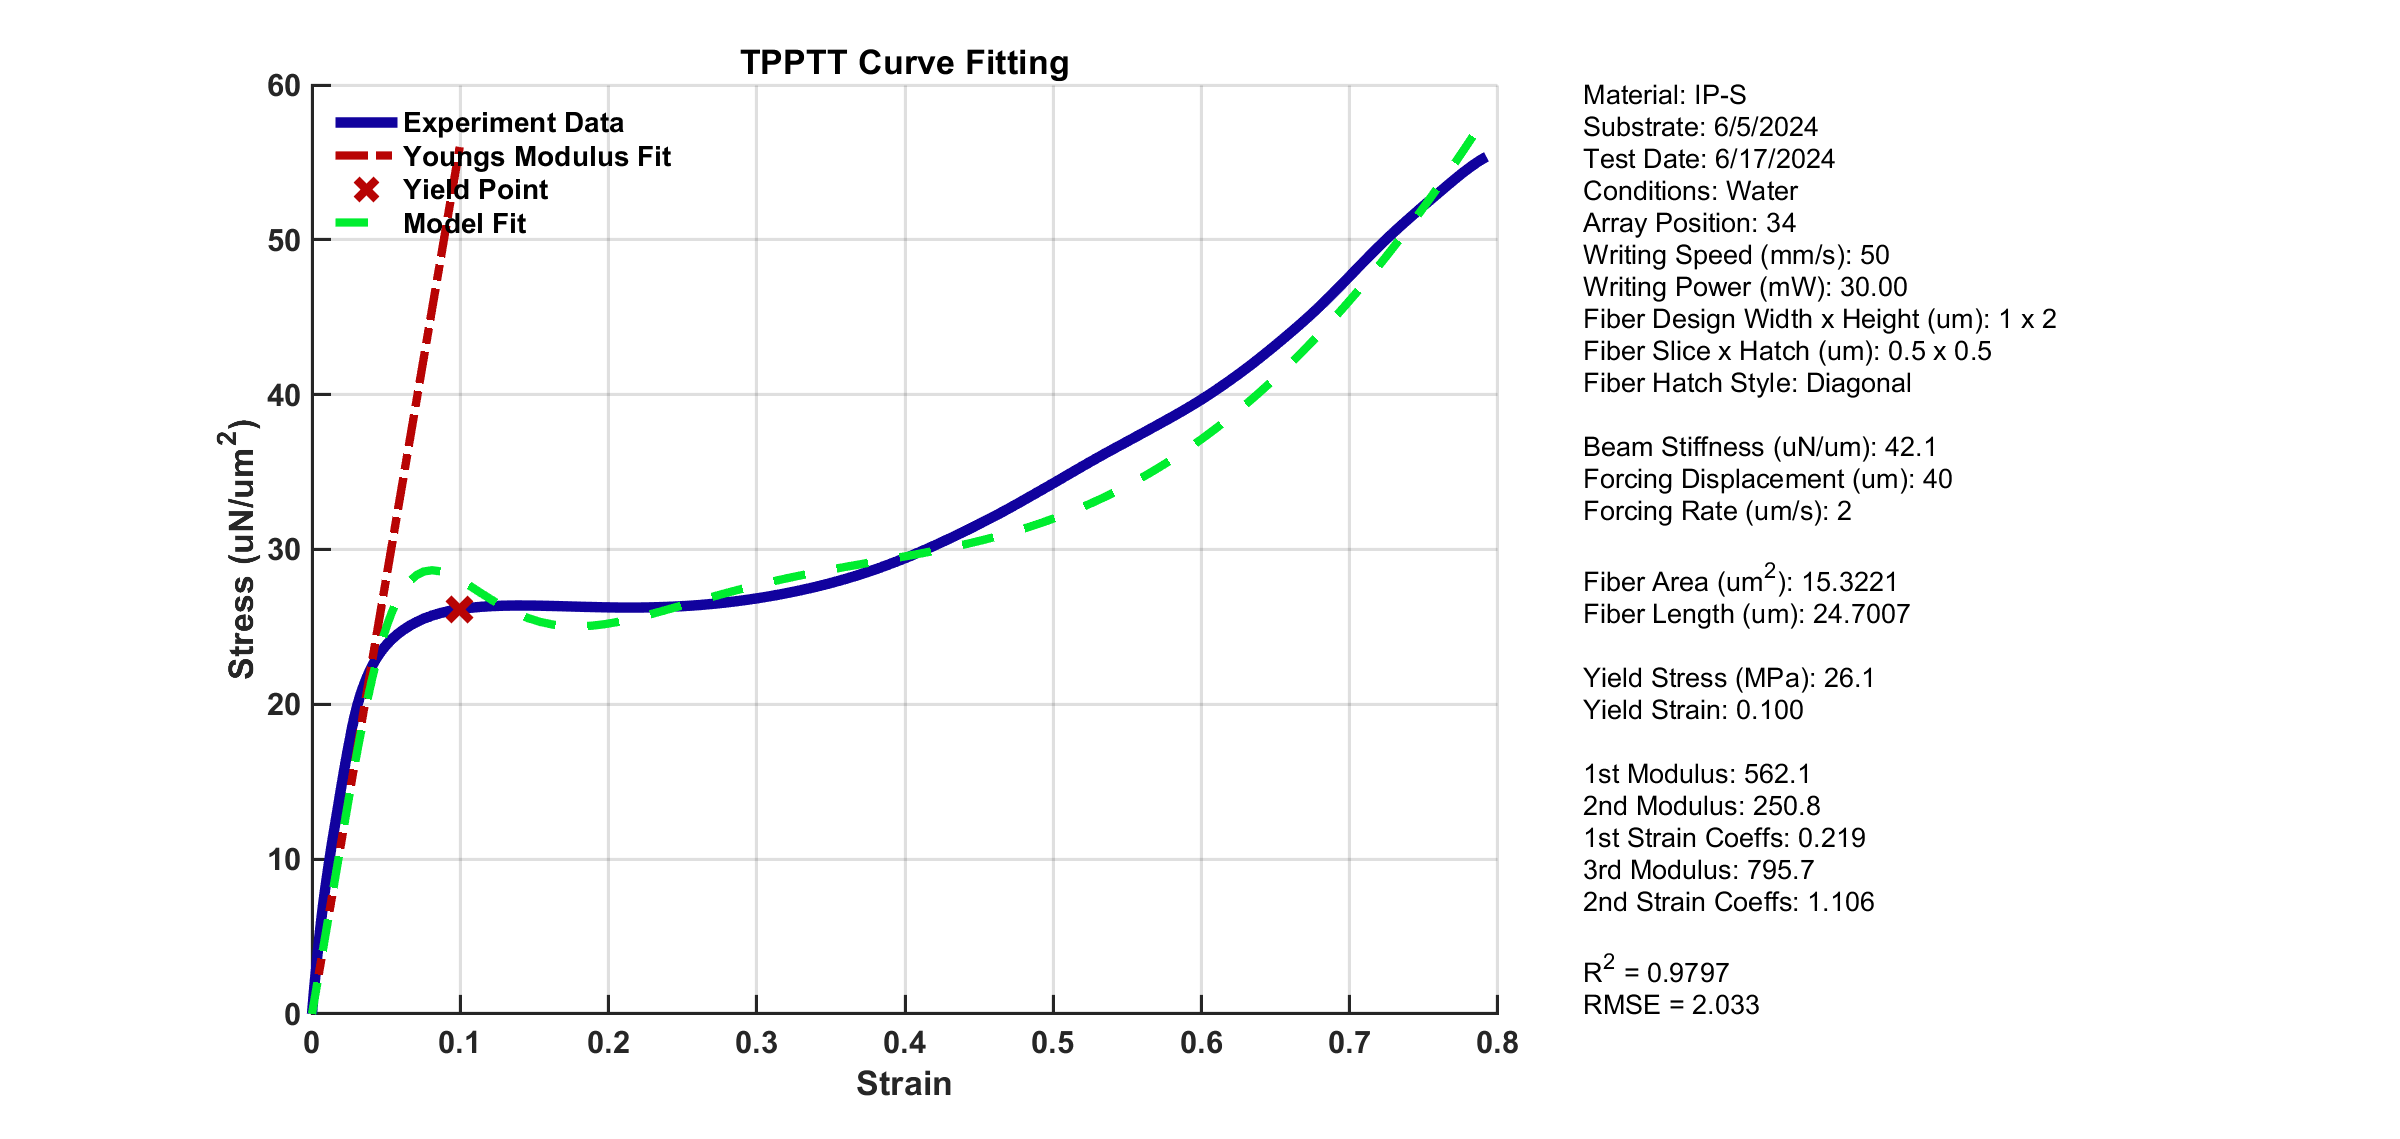 TPPTT Curve Fitting
60
50
40
30
20
10
0
Stress (uN/um²)
Experiment Data
Youngs Modulus Fit
Yield Point
Model Fit
0 0.1 0.2 0.3 0.4 0.5 0.6 0.7 0.8
Strain
Material: IP-S
Substrate: 6/5/2024
Test Date: 6/17/2024
Conditions: Water
Array Position: 34
Writing Speed (mm/s): 50
Writing Power (mW): 30.00
Fiber Design Width x Height (um): 1 x 2
Fiber Slice x Hatch (um): 0.5 x 0.5
Fiber Hatch Style: Diagonal
Beam Stiffness (uN/um): 42.1
Forcing Displacement (um): 40
Forcing Rate (um/s): 2
Fiber Area (um²): 15.3221
Fiber Length (um): 24.7007
Yield Stress (MPa): 26.1
Yield Strain: 0.100
1st Modulus: 562.1
2nd Modulus: 250.8
1st Strain Coeffs: 0.219
3rd Modulus: 795.7
2nd Strain Coeffs: 1.106
R² = 0.9797
RMSE = 2.033